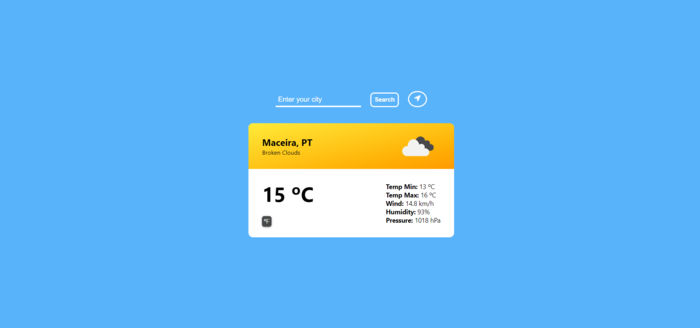 Enter your city
Search
Maceira, PT
Broken Clouds
15 ºC
ºF
Temp Min: 13 ºC
Temp Max: 16 ºC
Wind: 14.8 km/h
Humidity: 93%
Pressure: 1018 hPa